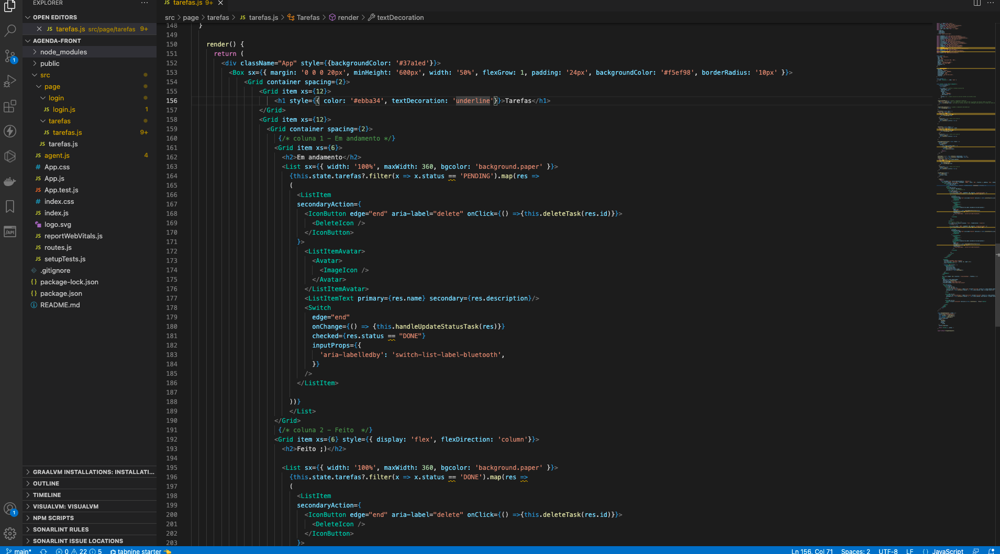 EXPLORER
OPEN EDITORS
tarefas.js src/page/tarefas 9+
AGENDA-FRONT
node_modules
public
src
page
login
login.js 1
tarefas
tarefas.js 9+
tarefas.js
agent.js 4
App.css
App.js
App.test.js
index.css
index.js
logo.svg
reportWebVitals.js
routes.js
setupTests.js
.gitignore
package-lock.json
package.json
README.md
GRAALVM INSTALLATIONS: INSTALLATI...
OUTLINE
TIMELINE
VISUALVM: VISUALVM
NPM SCRIPTS
SONARLINT RULES
SONARLINT ISSUE LOCATIONS
JS tarefas.js 9+
src > page > tarefas > JS tarefas.js > Tarefas > render > textDecoration
148 }
149
150 render() {
151 return (
152 <div className="App" style={{backgroundColor: '#37a1ed'}}>
153 <Box sx={{ margin: '0 0 0 20px', minHeight: '600px', width: '50%', flexGrow: 1, padding: '24px', backgroundColor: '#f5ef98', borderRadius: '10px' }}>
154 <Grid container spacing={2}>
155 <Grid item xs={12}>
156 <h1 style={{ color: '#ebba34', textDecoration: 'underline'}}>Tarefas</h1>
157 </Grid>
158 <Grid item xs={12}>
159 <Grid container spacing={2}>
160 {/* coluna 1 - Em andamento */}
161 <Grid item xs={6}>
162 <h2>Em andamento</h2>
163 <List sx={{ width: '100%', maxWidth: 360, bgcolor: 'background.paper' }}>
164 {this.state.tarefas?.filter(x => x.status == 'PENDING').map(res =>
165 (
166 <ListItem
167 secondaryAction={
168 <IconButton edge="end" aria-label="delete" onClick={() =>{this.deleteTask(res.id)}}>
169 <DeleteIcon />
170 </IconButton>
171 }>
172 <ListItemAvatar>
173 <Avatar>
174 <ImageIcon />
175 </Avatar>
176 </ListItemAvatar>
177 <ListItemText primary={res.name} secondary={res.description}/>
178 <Switch
179 edge="end"
180 onChange={() => {this.handleUpdateStatusTask(res)}}
181 checked={res.status == "DONE"}
182 inputProps={{
183 'aria-labelledby': 'switch-list-label-bluetooth',
184 }}
185 />
186 </ListItem>
187
188 ))}
189 </List>
190 </Grid>
191 {/* coluna 2 - Feito  */}
192 <Grid item xs={6} style={{ display: 'flex', flexDirection: 'column'}}>
193 <h2>Feito ;)</h2>
194
195 <List sx={{ width: '100%', maxWidth: 360, bgcolor: 'background.paper' }}>
196 {this.state.tarefas?.filter(x => x.status == 'DONE').map(res =>
197 (
198 <ListItem
199 secondaryAction={
200 <IconButton edge="end" aria-label="delete" onClick={() =>{this.deleteTask(res.id)}}>
201 <DeleteIcon />
202 </IconButton>
203 }>
main* 0 22 5 tabnine starter Ln 156, Col 71 Spaces: 2 UTF-8 LF {} JavaScript